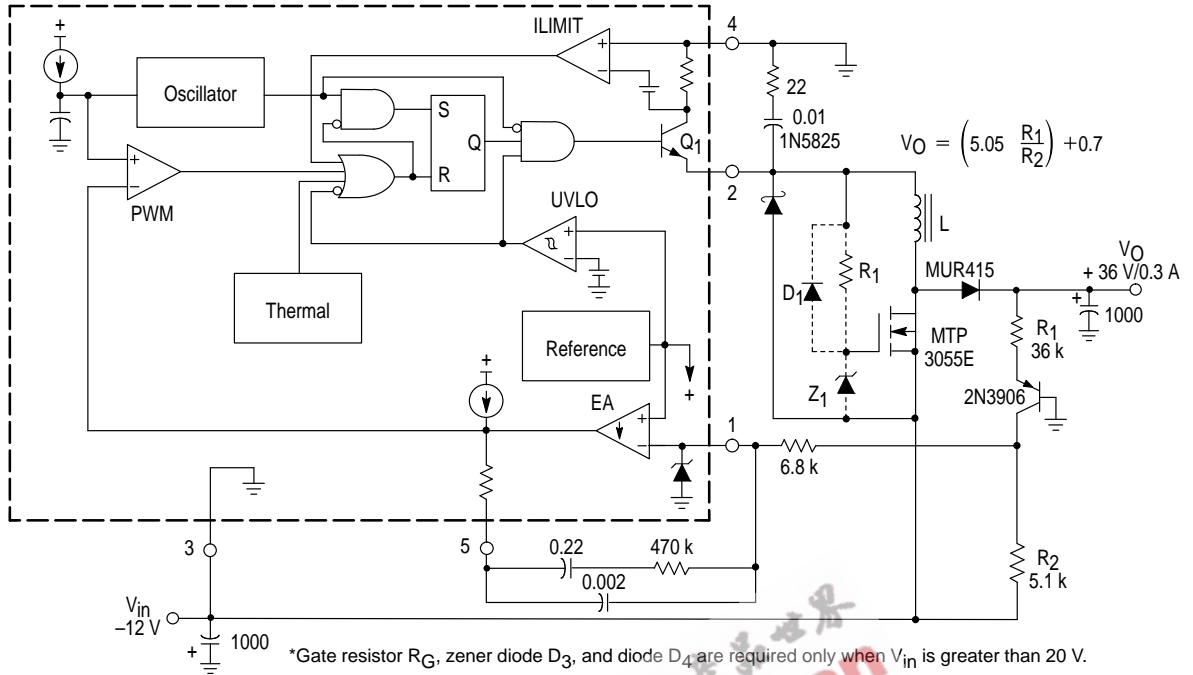 ILIMIT
4
+
Oscillator
+
−
22
0.01
1N5825
S
Q
R
Q1
VO = (5.05 R1/R2) +0.7
2
+
−
PWM
UVLO
+
−
L
Thermal
D1
R1
MUR415
VO
+ 36 V/0.3 A
+
1000
MTP
3055E
R1
36 k
Reference
+
+
Z1
2N3906
EA
+
−
1
6.8 k
3
5
0.22
470 k
0.002
R2
5.1 k
Vin
−12 V
+
1000
*Gate resistor RG, zener diode D3, and diode D4 are required only when Vin is greater than 20 V.